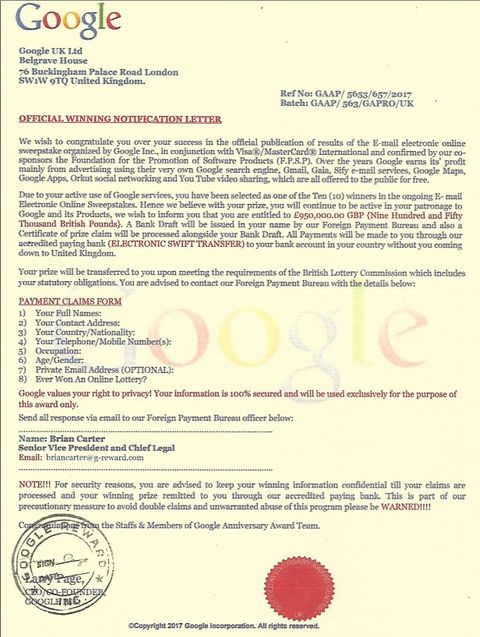 Google
Google UK Ltd
Belgrave House
76 Buckingham Palace Road London
SW1W 9TQ United Kingdom.
Ref No: GAAP/ 5653/657/2017
Batch: GAAP/ 563/GAPRO/UK
OFFICIAL WINNING NOTIFICATION LETTER
We wish to congratulate you over your success in the official publication of results of the E-mail electronic online
sweepstake organized by Google Inc., in conjunction with Visa®/MasterCard® International and confirmed by our co-
sponsors the Foundation for the Promotion of Software Products (F.P.S.P). Over the years Google earns its' profit
mainly from advertising using their very own Google search engine, Gmail, Gala, Sify e-mail services, Google Maps,
Google Apps, Orkut social networking and You Tube video sharing, which are all offered to the public for free.
Due to your active use of Google services, you have been selected as one of the Ten (10) winners in the ongoing E- mail
Electronic Online Sweepstakes. Hence we believe with your prize, you will continue to be active in your patronage to
Google and its Products, we wish to inform you that you are entitled to £950,000.00 GBP {Nine Hundred and Fifty
Thousand British Pounds}. A Bank Draft will be issued in your name by our Foreign Payment Bureau and also a
Certificate of prize claim will be processed alongside your Bank Draft. All Payments will be made to you through our
accredited paying bank (ELECTRONIC SWIFT TRANSFER) to your bank account in your country without you coming
down to United Kingdom.
Your prize will be transferred to you upon meeting the requirements of the British Lottery Commission which includes
your statutory obligations. You are advised to contact our Foreign Payment Bureau with the details below:
PAYMENT CLAIMS FORM
1) Your Full Names:
2) Your Contact Address:
3) Your Country/Nationality:
4) Your Telephone/Mobile Number(s):
5) Occupation:
6) Age/Gender:
7) Private Email Address (OPTIONAL):
8) Ever Won An Online Lottery?
Google
Google values your right to privacy! Your information is 100% secured and will be used exclusively for the purpose of
this award only.
Send all response via email to our Foreign Payment Bureau officer below:
Name: Brian Carter
Senior Vice President and Chief Legal
Email: briancarter@g-reward.com
NOTE!!! For security reasons, you are advised to keep your winning information confidential till your claims are
processed and your winning prize remitted to you through our accredited paying bank. This is part of our
precautionary measure to avoid double claims and unwarranted abuse of this program please be WARNED!!!!
Congratulations from the Staffs & Members of Google Anniversary Award Team.
GOOGLE REWARD
SIGN
DATE
INC
Larry Page,
CEO/CO-FOUNDER,
GOOGLE
UK
©Copyright 2017 Google Incorporation. All rights reserved.